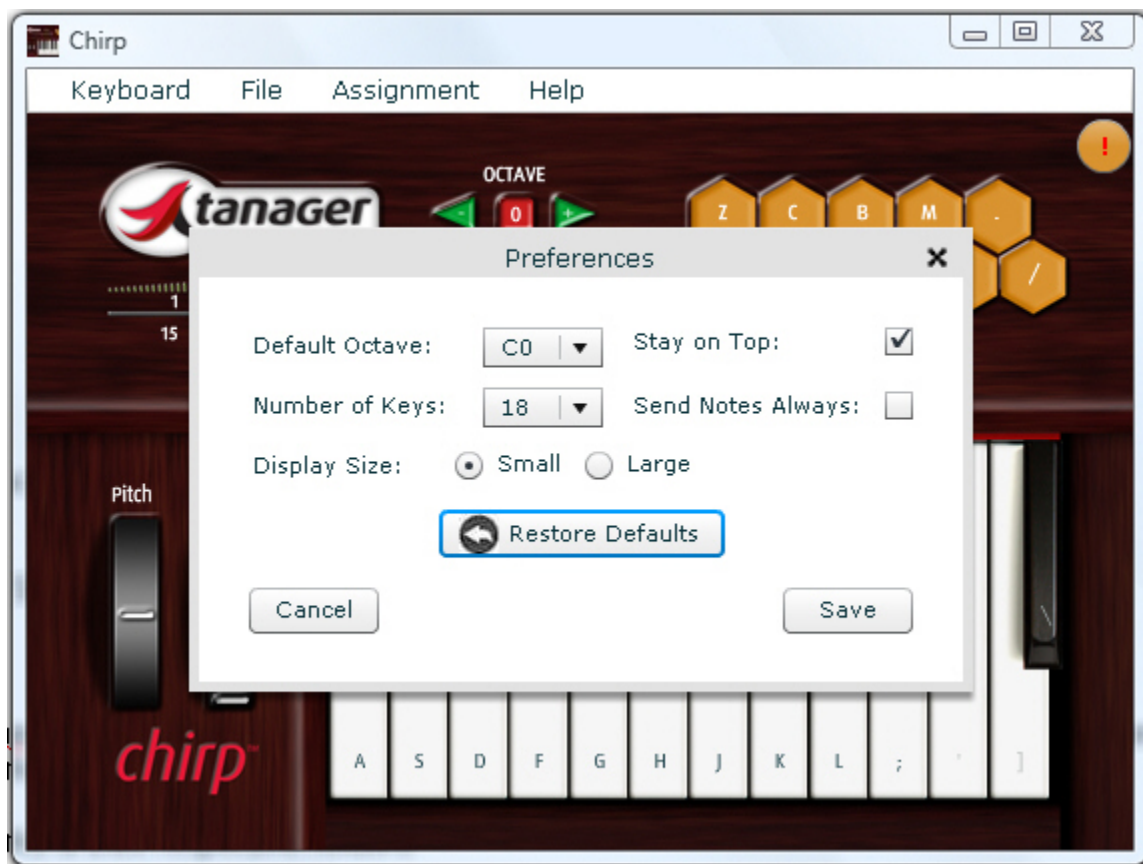 Chirp
Keyboard File Assignment Help
!
OCTAVE
tanager
- 0 +
Z C B M .
/
1
15
Preferences
Default Octave: C0 Stay on Top:
Number of Keys: 18 Send Notes Always:
Display Size: Small Large
Restore Defaults
Cancel Save
Pitch
\
chirp
A S D F G H J K L ; ' ]